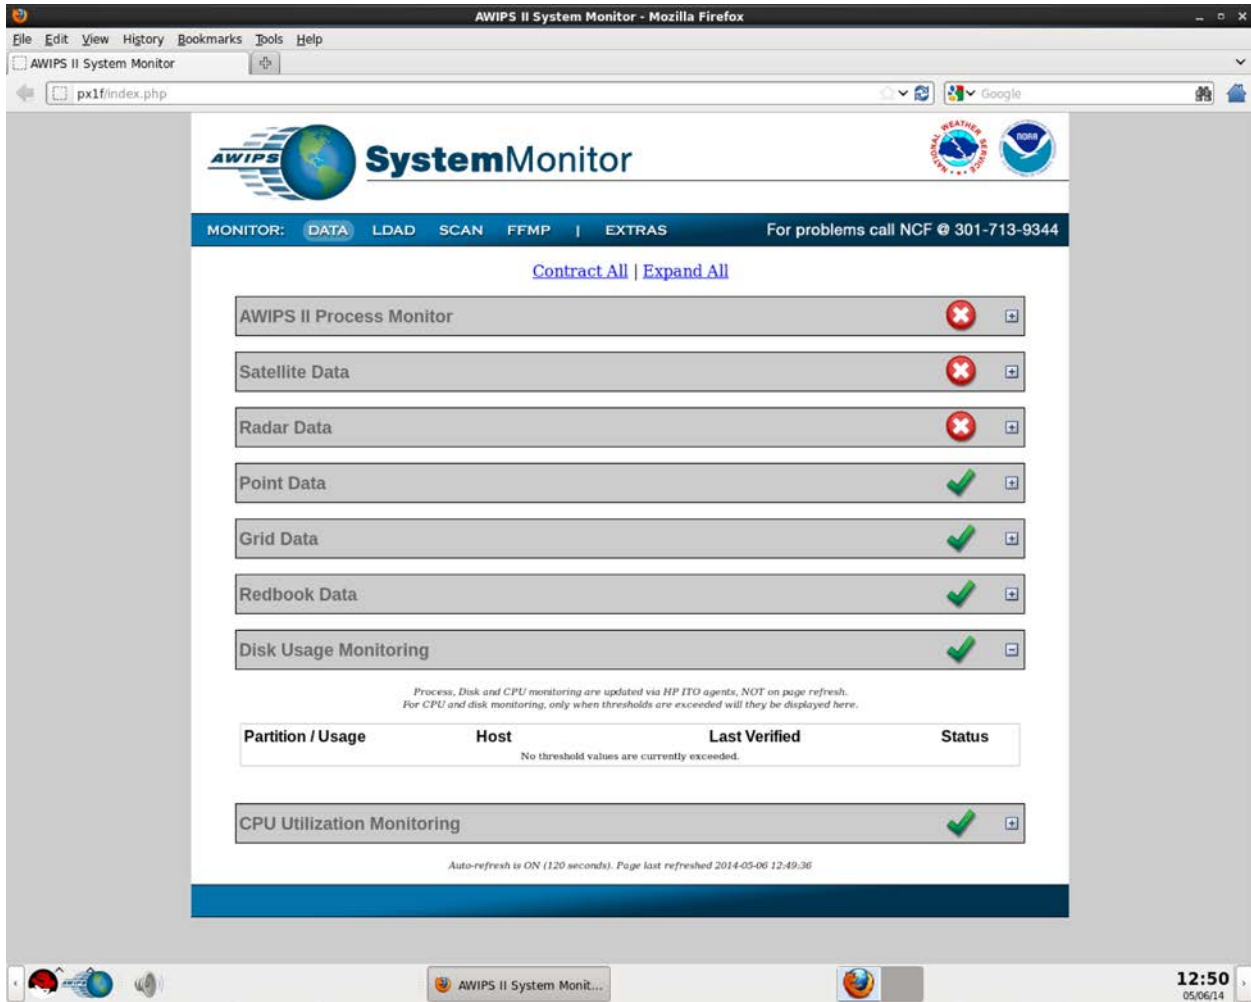 AWIPS II System Monitor - Mozilla Firefox
File Edit View History Bookmarks Tools Help
AWIPS II System Monitor
px1f/index.php
Google
AWIPS
SystemMonitor
NATIONAL WEATHER SERVICE
NOAA
MONITOR: DATA LDAD SCAN FFMP | EXTRAS For problems call NCF @ 301-713-9344
Contract All | Expand All
AWIPS II Process Monitor
Satellite Data
Radar Data
Point Data
Grid Data
Redbook Data
Disk Usage Monitoring
Process, Disk and CPU monitoring are updated via HP ITO agents, NOT on page refresh.
For CPU and disk monitoring, only when thresholds are exceeded will they be displayed here.
Partition / Usage Host Last Verified Status
No threshold values are currently exceeded.
CPU Utilization Monitoring
Auto-refresh is ON (120 seconds). Page last refreshed 2014-05-06 12:49:36
AWIPS II System Monit...
12:50
05/06/14